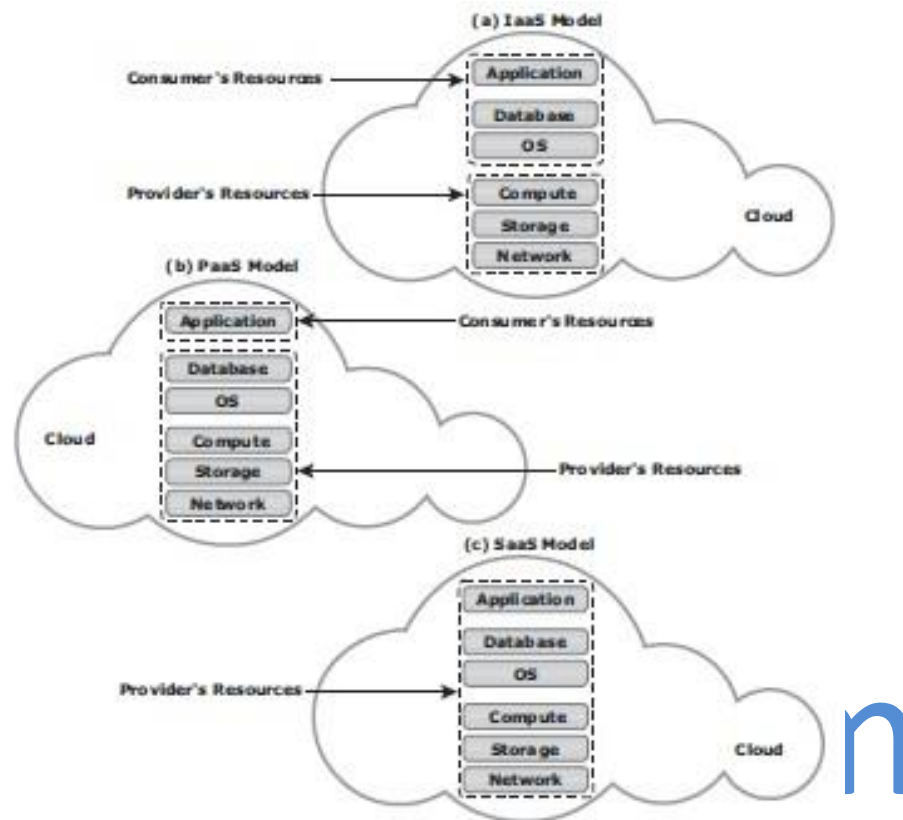 (a) IaaS Model
Consumer's Resources
Application
Database
OS
Provider's Resources
Compute
Storage
Network
Cloud
(b) PaaS Model
Application
Consumer's Resources
Database
OS
Cloud
Compute
Storage
Provider's Resources
Network
(c) SaaS Model
Application
Database
OS
Provider's Resources
Compute
Storage
Network
Cloud
n